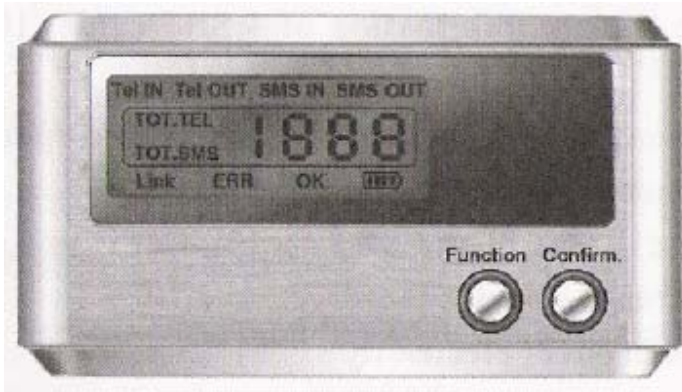 Tel IN Tel OUT SMS IN SMS OUT
TOT.TEL
1888
TOT.SMS
Link ERR OK
Function Confirm.